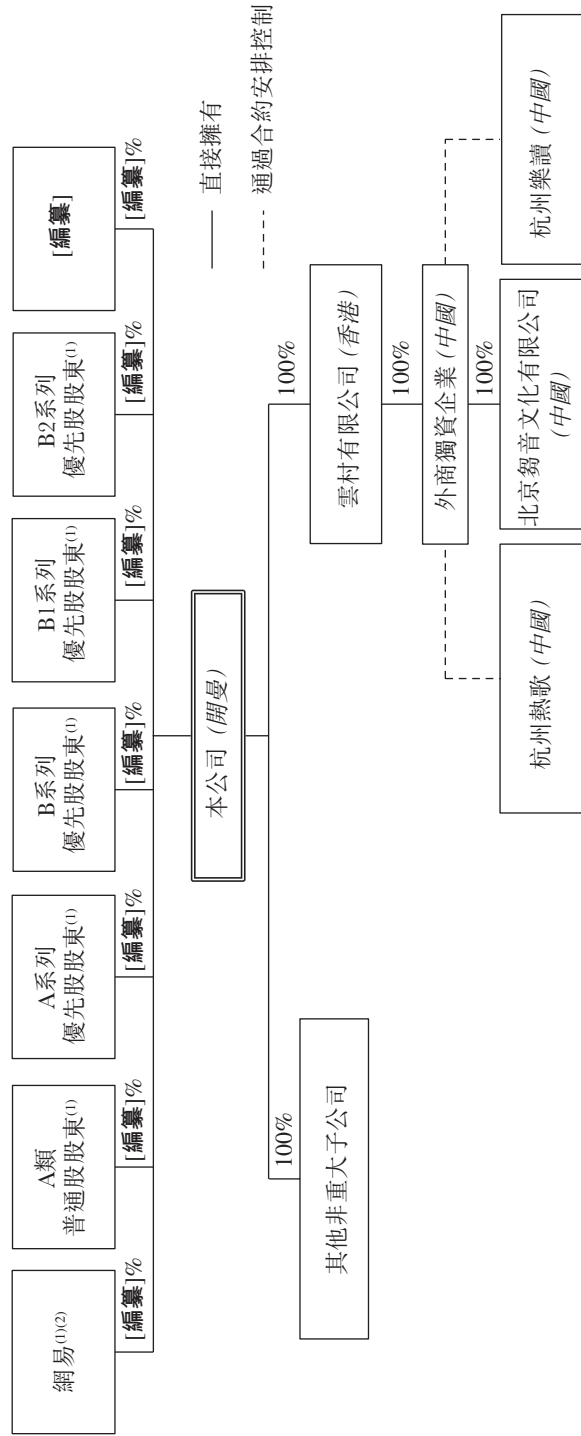 網易(1)(2)
A類
普通股股東(1)
A系列
優先股股東(1)
B系列
優先股股東(1)
B1系列
優先股股東(1)
B2系列
優先股股東(1)
[編纂]
[編纂]%
[編纂]%
[編纂]%
[編纂]%
[編纂]%
[編纂]%
[編纂]%
本公司 (開曼)
直接擁有
通過合約安排控制
100%
100%
其他非重大子公司
雲村有限公司 (香港)
100%
外商獨資企業 (中國)
100%
杭州熱歌 (中國)
北京芻音文化有限公司
(中國)
杭州樂讀 (中國)